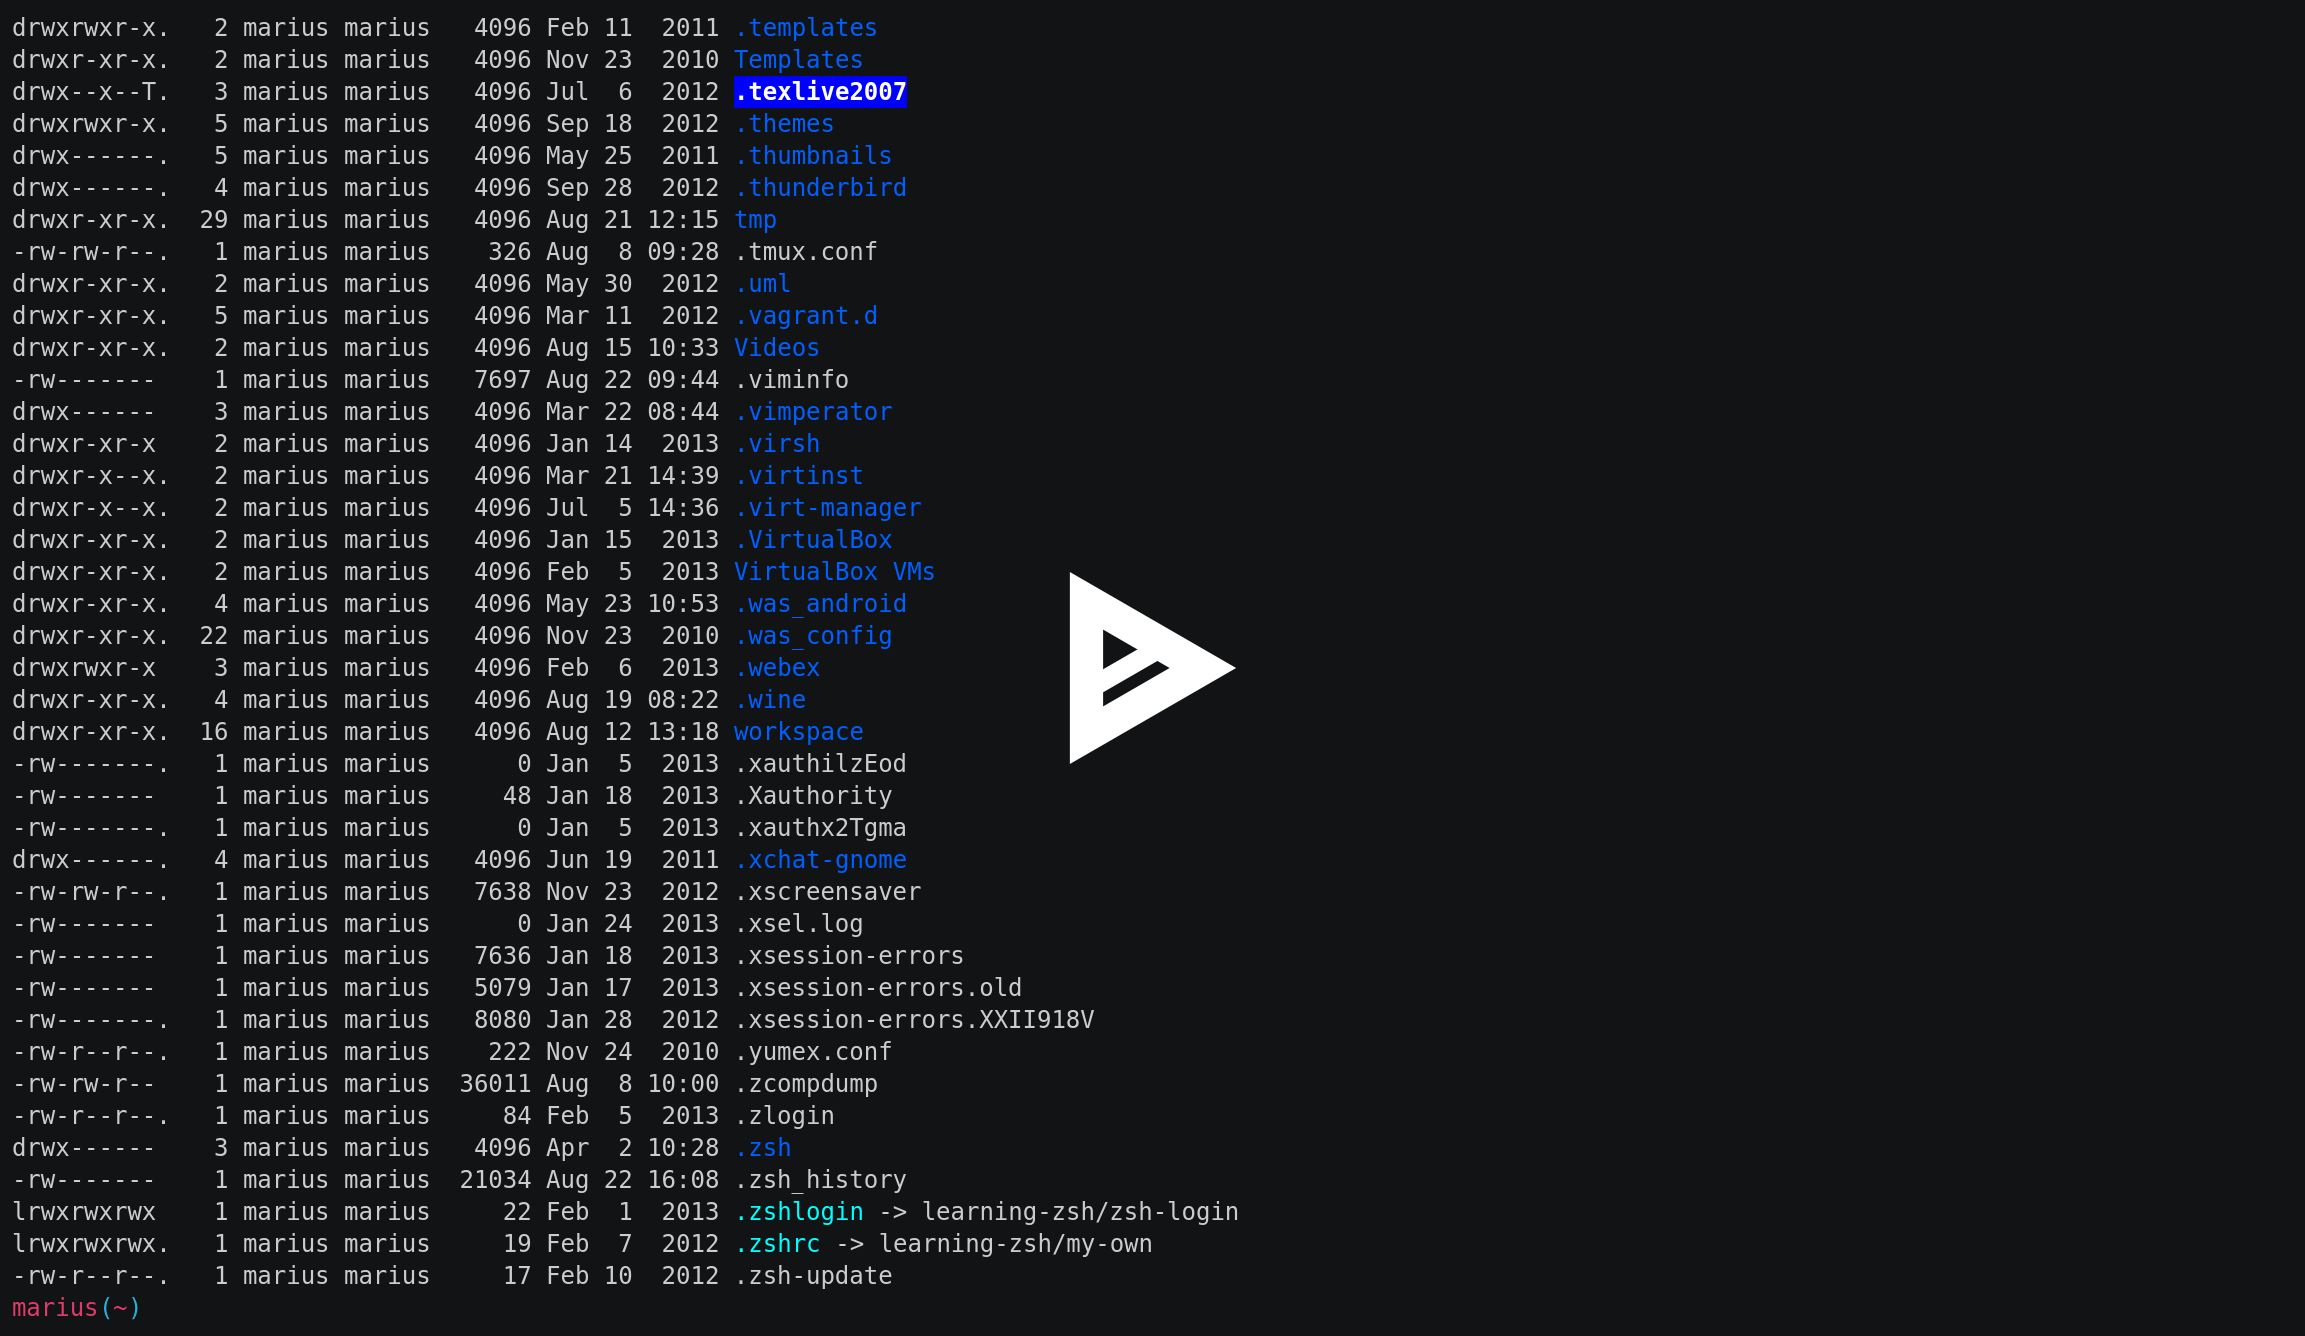 drwxrwxr-x.   2 marius marius   4096 Feb 11  2011 .templates
drwxr-xr-x.   2 marius marius   4096 Nov 23  2010 Templates
drwx--x--T.   3 marius marius   4096 Jul  6  2012 .texlive2007
drwxrwxr-x.   5 marius marius   4096 Sep 18  2012 .themes
drwx------.   5 marius marius   4096 May 25  2011 .thumbnails
drwx------.   4 marius marius   4096 Sep 28  2012 .thunderbird
drwxr-xr-x.  29 marius marius   4096 Aug 21 12:15 tmp
-rw-rw-r--.   1 marius marius    326 Aug  8 09:28 .tmux.conf
drwxr-xr-x.   2 marius marius   4096 May 30  2012 .uml
drwxr-xr-x.   5 marius marius   4096 Mar 11  2012 .vagrant.d
drwxr-xr-x.   2 marius marius   4096 Aug 15 10:33 Videos
-rw-------    1 marius marius   7697 Aug 22 09:44 .viminfo
drwx------    3 marius marius   4096 Mar 22 08:44 .vimperator
drwxr-xr-x    2 marius marius   4096 Jan 14  2013 .virsh
drwxr-x--x.   2 marius marius   4096 Mar 21 14:39 .virtinst
drwxr-x--x.   2 marius marius   4096 Jul  5 14:36 .virt-manager
drwxr-xr-x.   2 marius marius   4096 Jan 15  2013 .VirtualBox
drwxr-xr-x.   2 marius marius   4096 Feb  5  2013 VirtualBox VMs
drwxr-xr-x.   4 marius marius   4096 May 23 10:53 .was_android
drwxr-xr-x.  22 marius marius   4096 Nov 23  2010 .was_config
drwxrwxr-x    3 marius marius   4096 Feb  6  2013 .webex
drwxr-xr-x.   4 marius marius   4096 Aug 19 08:22 .wine
drwxr-xr-x.  16 marius marius   4096 Aug 12 13:18 workspace
-rw-------.   1 marius marius      0 Jan  5  2013 .xauthilzEod
-rw-------    1 marius marius     48 Jan 18  2013 .Xauthority
-rw-------.   1 marius marius      0 Jan  5  2013 .xauthx2Tgma
drwx------.   4 marius marius   4096 Jun 19  2011 .xchat-gnome
-rw-rw-r--.   1 marius marius   7638 Nov 23  2012 .xscreensaver
-rw-------    1 marius marius      0 Jan 24  2013 .xsel.log
-rw-------    1 marius marius   7636 Jan 18  2013 .xsession-errors
-rw-------    1 marius marius   5079 Jan 17  2013 .xsession-errors.old
-rw-------.   1 marius marius   8080 Jan 28  2012 .xsession-errors.XXII918V
-rw-r--r--.   1 marius marius    222 Nov 24  2010 .yumex.conf
-rw-rw-r--    1 marius marius  36011 Aug  8 10:00 .zcompdump
-rw-r--r--.   1 marius marius     84 Feb  5  2013 .zlogin
drwx------    3 marius marius   4096 Apr  2 10:28 .zsh
-rw-------    1 marius marius  21034 Aug 22 16:08 .zsh_history
lrwxrwxrwx    1 marius marius     22 Feb  1  2013 .zshlogin -> learning-zsh/zsh-login
lrwxrwxrwx.   1 marius marius     19 Feb  7  2012 .zshrc -> learning-zsh/my-own
-rw-r--r--.   1 marius marius     17 Feb 10  2012 .zsh-update
marius(~)